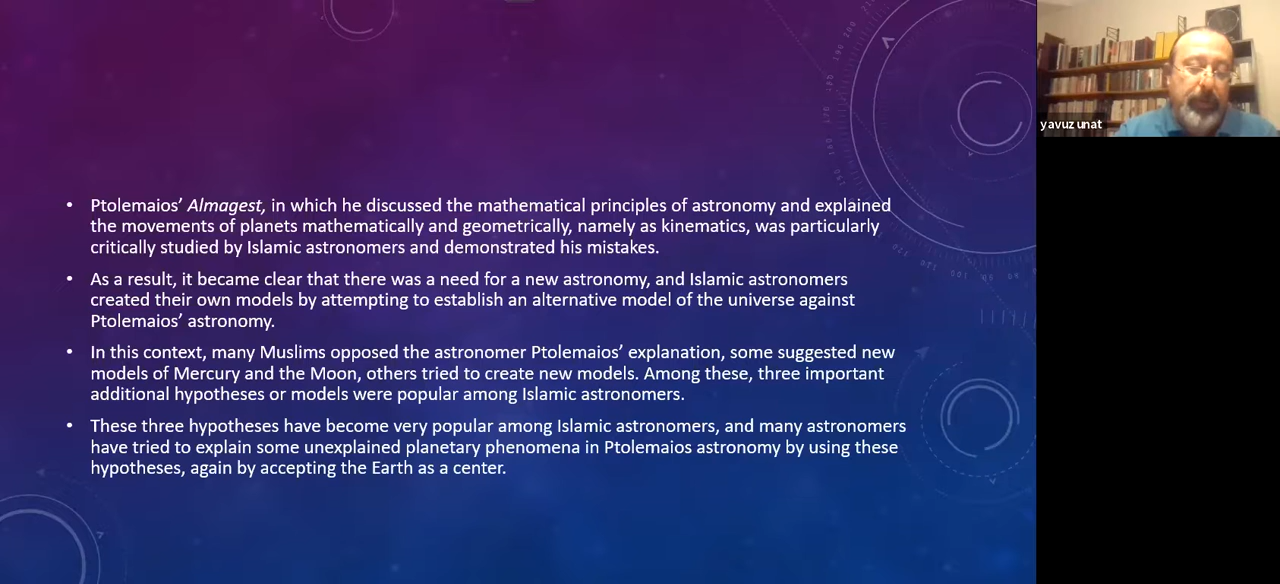 • Ptolemaios’ Almagest, in which he discussed the mathematical principles of astronomy and explained
the movements of planets mathematically and geometrically, namely as kinematics, was particularly
critically studied by Islamic astronomers and demonstrated his mistakes.
• As a result, it became clear that there was a need for a new astronomy, and Islamic astronomers
created their own models by attempting to establish an alternative model of the universe against
Ptolemaios’ astronomy.
• In this context, many Muslims opposed the astronomer Ptolemaios’ explanation, some suggested new
models of Mercury and the Moon, others tried to create new models. Among these, three important
additional hypotheses or models were popular among Islamic astronomers.
• These three hypotheses have become very popular among Islamic astronomers, and many astronomers
have tried to explain some unexplained planetary phenomena in Ptolemaios astronomy by using these
hypotheses, again by accepting the Earth as a center.
yavuz unat